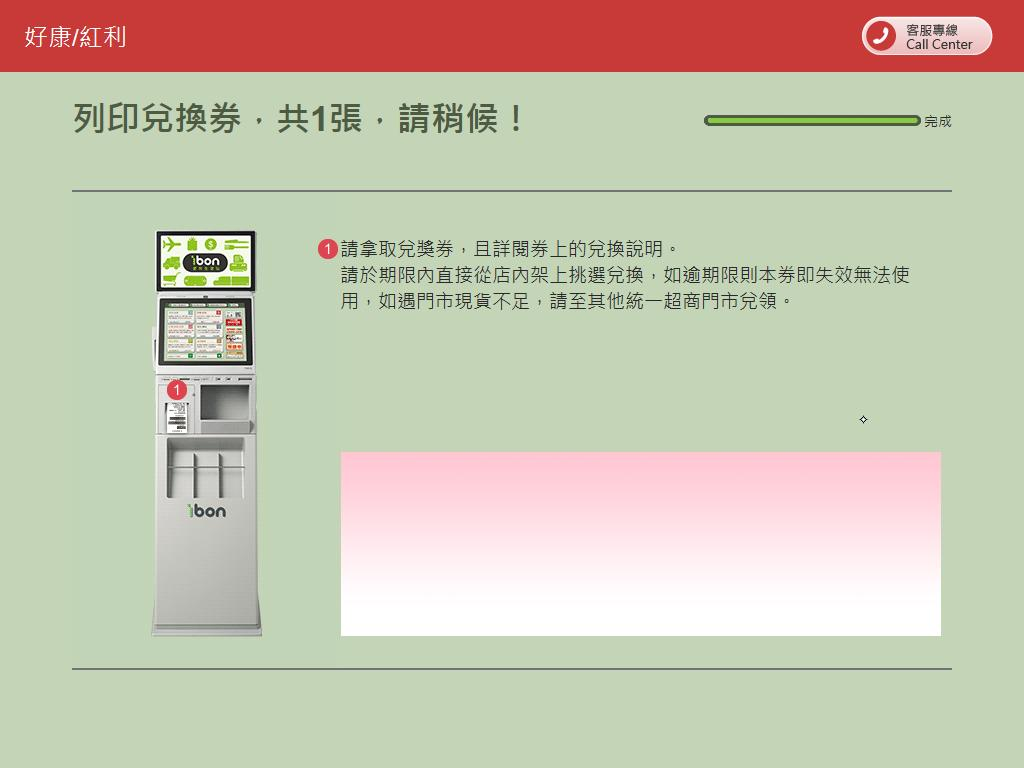 好康/紅利
客服專線
Call Center
列印兌換券，共1張，請稍候！
完成
1 請拿取兌獎券，且詳閱券上的兌換說明。
請於期限內直接從店內架上挑選兌換，如逾期限則本券即失效無法使
用，如遇門市現貨不足，請至其他統一超商門市兌領。
ibon
1
ibon